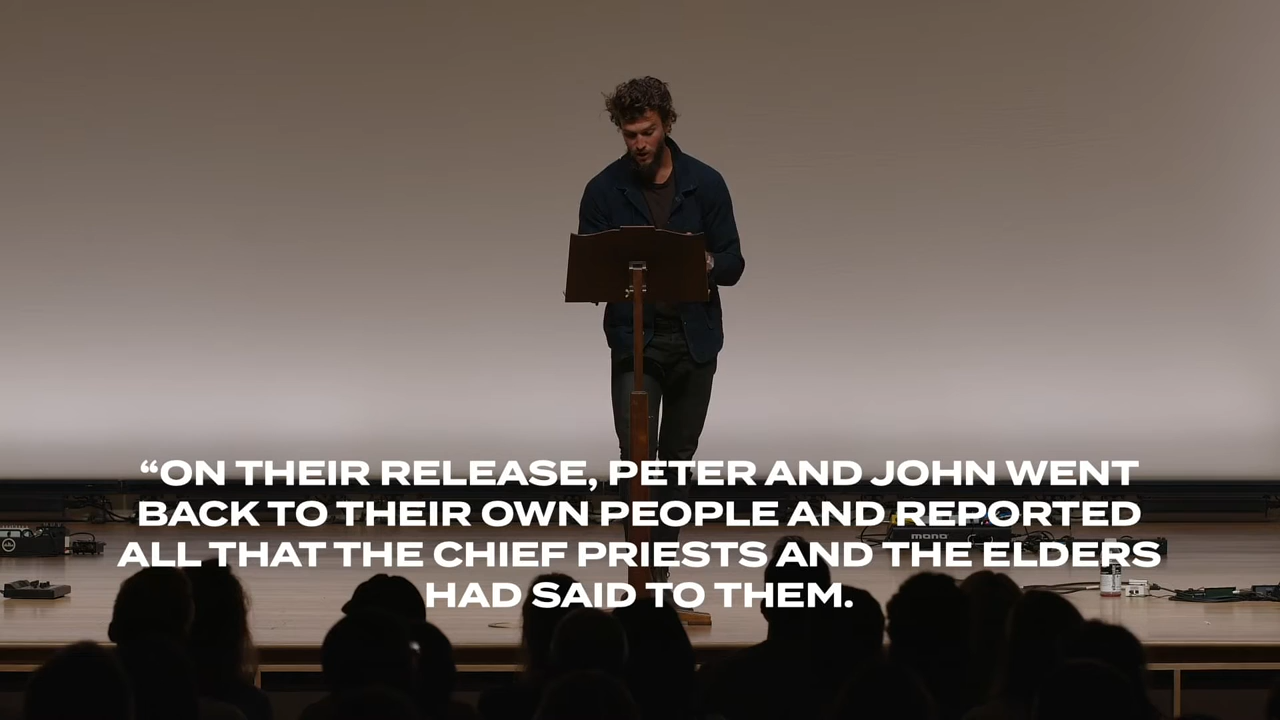 “ON THEIR RELEASE, PETER AND JOHN WENT
BACK TO THEIR OWN PEOPLE AND REPORTED
ALL THAT THE CHIEF PRIESTS AND THE ELDERS
HAD SAID TO THEM.
mono